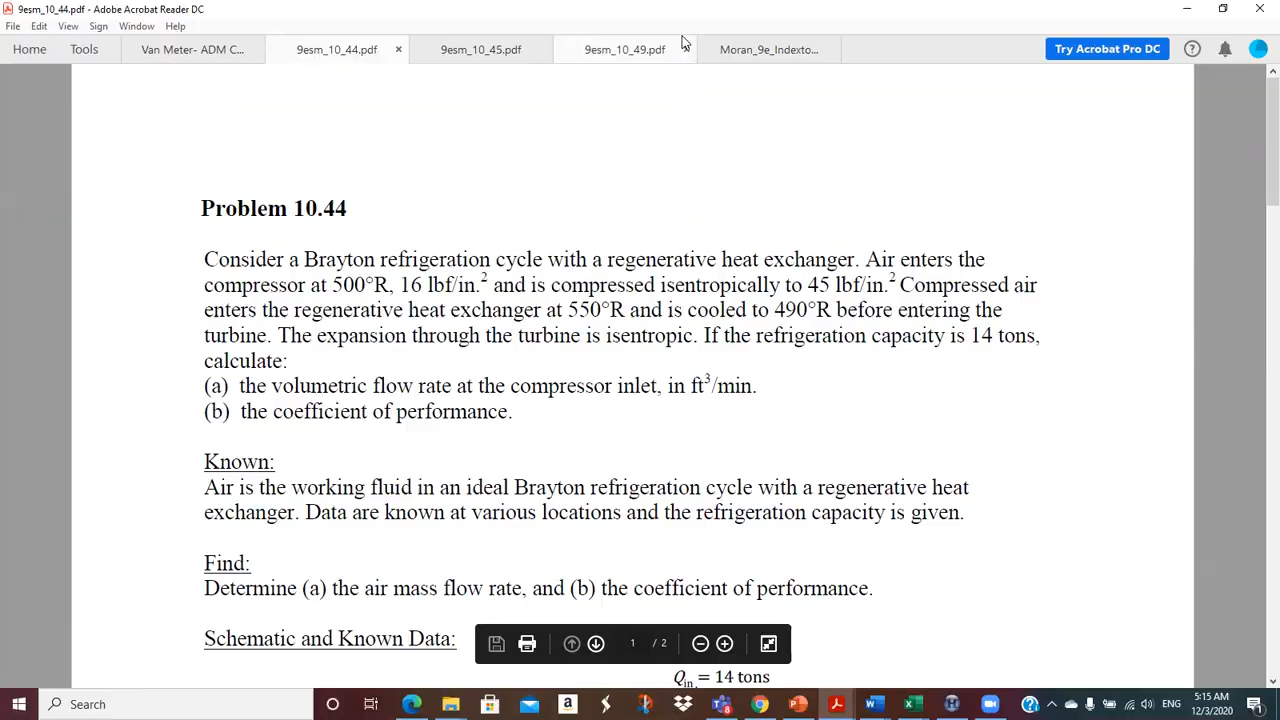 9esm_10_44.pdf - Adobe Acrobat Reader DC
File Edit View Sign Window Help
Home Tools Van Meter- ADM C... 9esm_10_44.pdf × 9esm_10_45.pdf 9esm_10_49.pdf Moran_9e_Indexto... Try Acrobat Pro DC
Problem 10.44
Consider a Brayton refrigeration cycle with a regenerative heat exchanger. Air enters the
compressor at 500°R, 16 lbf/in.² and is compressed isentropically to 45 lbf/in.² Compressed air
enters the regenerative heat exchanger at 550°R and is cooled to 490°R before entering the
turbine. The expansion through the turbine is isentropic. If the refrigeration capacity is 14 tons,
calculate:
(a) the volumetric flow rate at the compressor inlet, in ft³/min.
(b) the coefficient of performance.
Known:
Air is the working fluid in an ideal Brayton refrigeration cycle with a regenerative heat
exchanger. Data are known at various locations and the refrigeration capacity is given.
Find:
Determine (a) the air mass flow rate, and (b) the coefficient of performance.
Schematic and Known Data:
1 / 2
Q̇in = 14 tons
Search
ENG
5:15 AM
12/3/2020